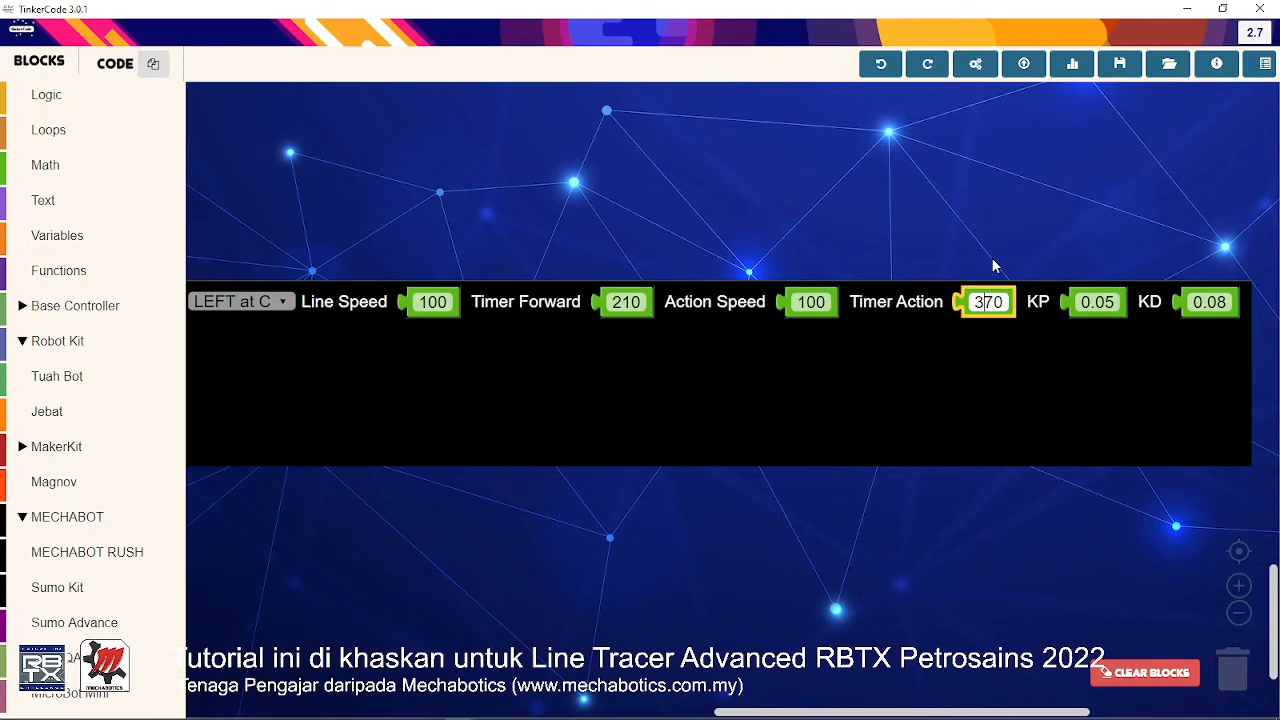 TinkerCode 3.0.1
2.7
BLOCKS
CODE
Logic
Loops
Math
Text
Variables
Functions
Base Controller
Robot Kit
Tuah Bot
Jebat
MakerKit
Magnov
MECHABOT
MECHABOT RUSH
Sumo Kit
Sumo Advance
LEFT at C Line Speed 100 Timer Forward 210 Action Speed 100 Timer Action 370 KP 0.05 KD 0.08
RBTX
MECHABOTICS
Tutorial ini di khaskan untuk Line Tracer Advanced RBTX Petrosains 2022
Tenaga Pengajar daripada Mechabotics (www.mechabotics.com.my)
CLEAR BLOCKS